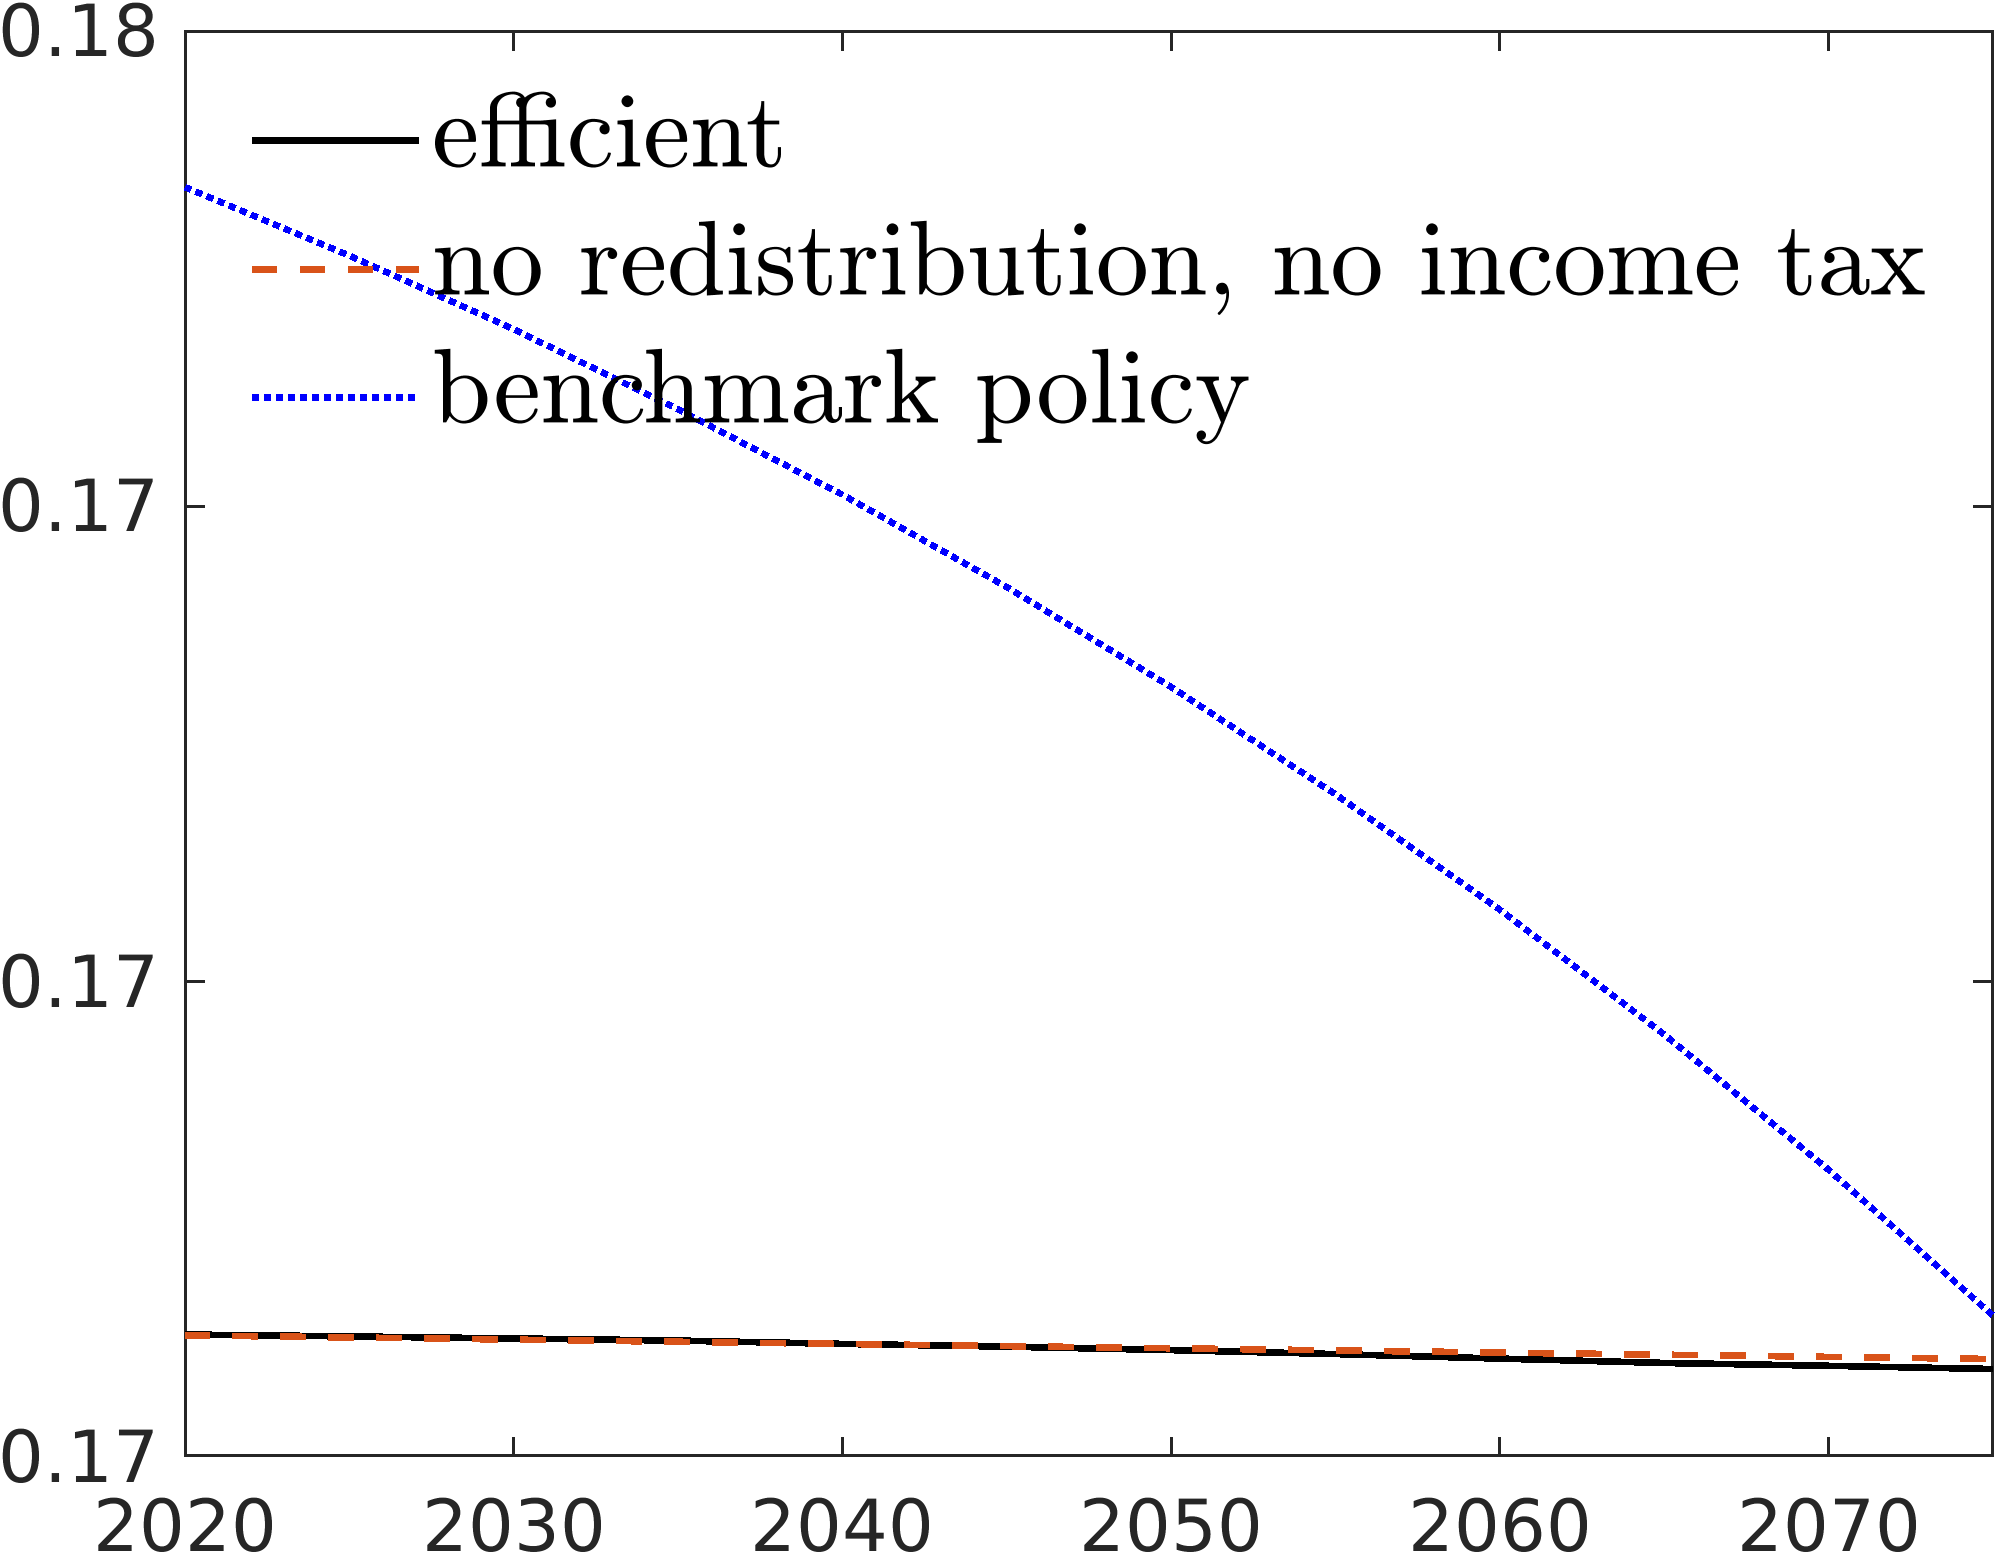 0.18
efficient
no redistribution, no income tax
benchmark policy
0.17
0.17
0.17
2020 2030 2040 2050 2060 2070